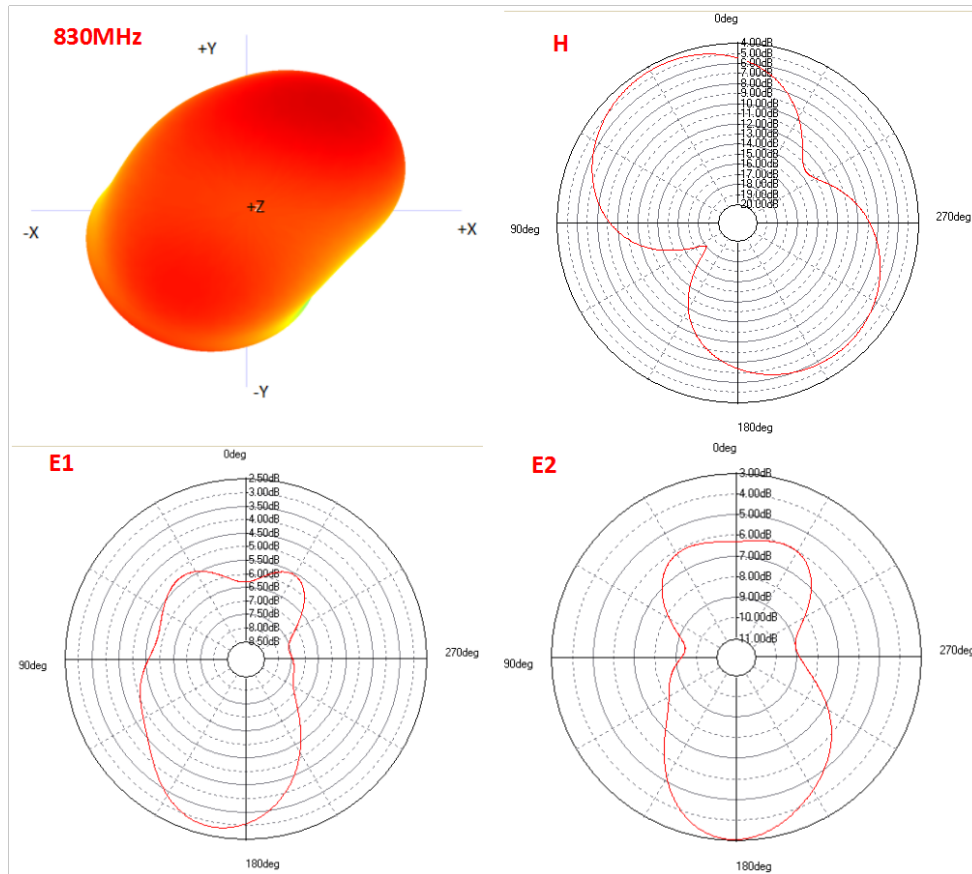 830MHz
+Y
-X
+Z
+X
-Y
H
0deg
4.00dB
5.00dB
6.00dB
7.00dB
8.00dB
9.00dB
10.00dB
11.00dB
12.00dB
13.00dB
14.00dB
15.00dB
16.00dB
17.00dB
18.00dB
19.00dB
20.00dB
90deg
270deg
180deg
E1
0deg
2.50dB
3.00dB
3.50dB
4.00dB
4.50dB
5.00dB
5.50dB
6.00dB
6.50dB
7.00dB
7.50dB
8.00dB
8.50dB
90deg
270deg
180deg
E2
0deg
3.00dB
4.00dB
5.00dB
6.00dB
7.00dB
8.00dB
9.00dB
10.00dB
11.00dB
90deg
270deg
180deg